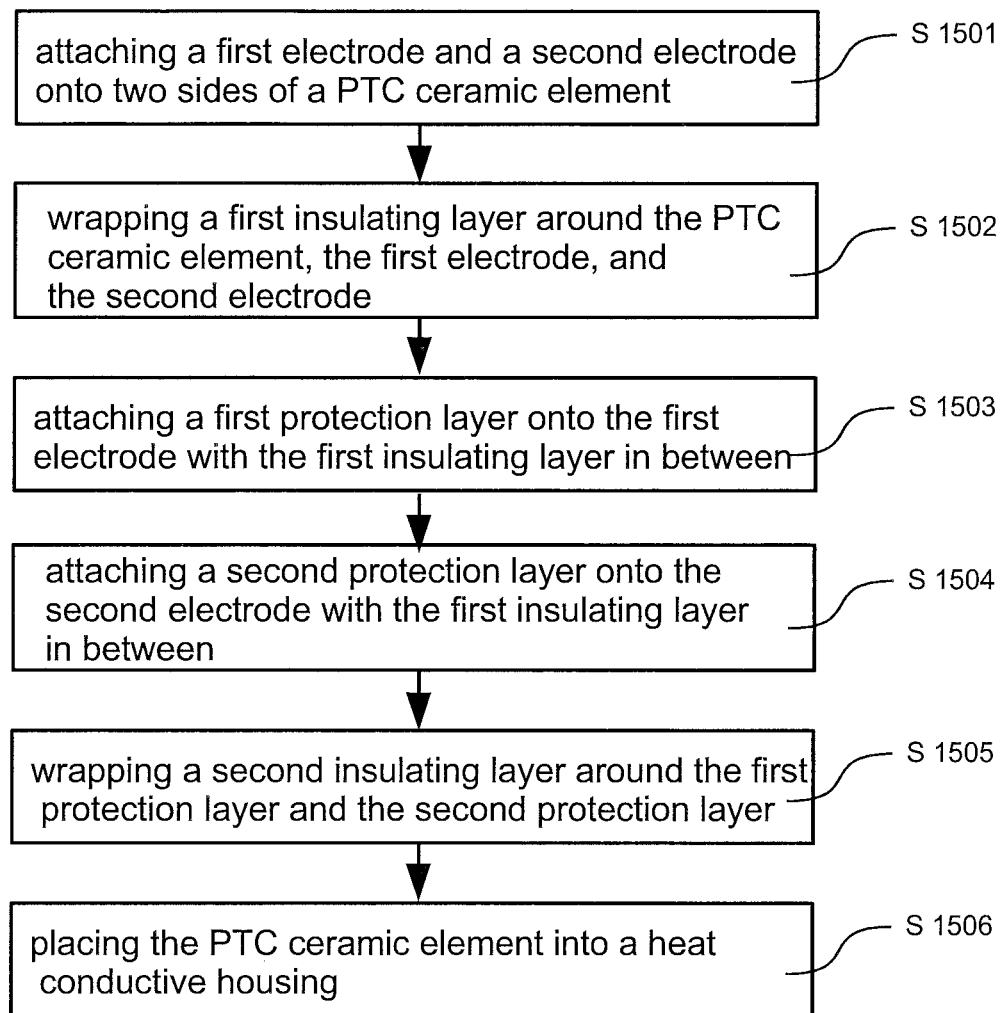 attaching a first electrode and a second electrode
onto two sides of a PTC ceramic element
S 1501
wrapping a first insulating layer around the PTC
ceramic element, the first electrode, and
the second electrode
S 1502
attaching a first protection layer onto the first
electrode with the first insulating layer in between
S 1503
attaching a second protection layer onto the
second electrode with the first insulating layer
in between
S 1504
wrapping a second insulating layer around the first
protection layer and the second protection layer
S 1505
placing the PTC ceramic element into a heat
conductive housing
S 1506